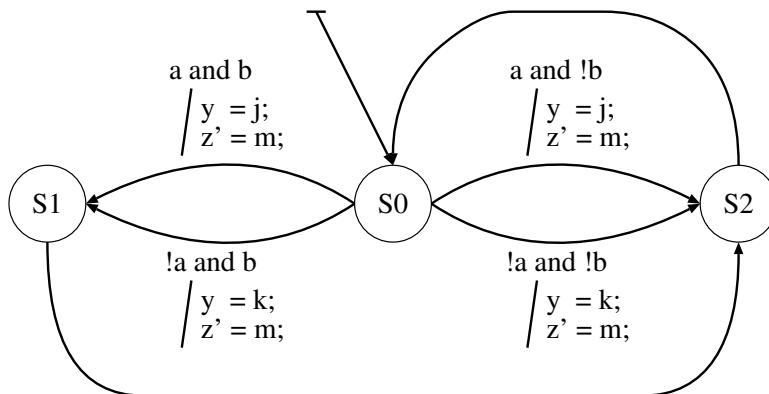 a and b
y = j;
z' = m;
a and !b
y = j;
z' = m;
S1
S0
S2
!a and b
y = k;
z' = m;
!a and !b
y = k;
z' = m;